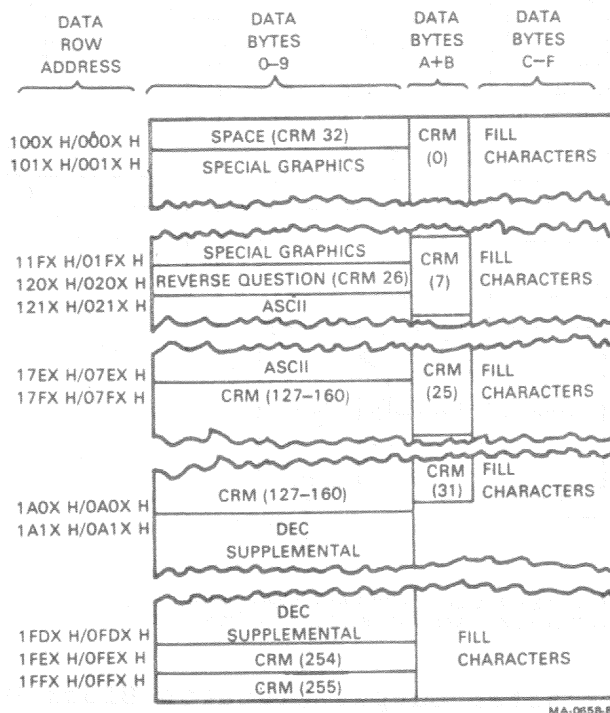 DATA ROW ADDRESS
DATA BYTES 0–9
DATA BYTES A+B
DATA BYTES C–F
100X H/000X H
101X H/001X H
SPACE (CRM 32)
SPECIAL GRAPHICS
CRM (0)
FILL CHARACTERS
11FX H/01FX H
120X H/020X H
121X H/021X H
SPECIAL GRAPHICS
REVERSE QUESTION (CRM 26)
ASCII
CRM (7)
FILL CHARACTERS
17EX H/07EX H
17FX H/07FX H
ASCII
CRM (127–160)
CRM (25)
FILL CHARACTERS
1A0X H/0A0X H
1A1X H/0A1X H
CRM (127–160)
DEC SUPPLEMENTAL
CRM (31)
FILL CHARACTERS
1FDX H/0FDX H
1FEX H/0FEX H
1FFX H/0FFX H
DEC SUPPLEMENTAL
CRM (254)
CRM (255)
FILL CHARACTERS